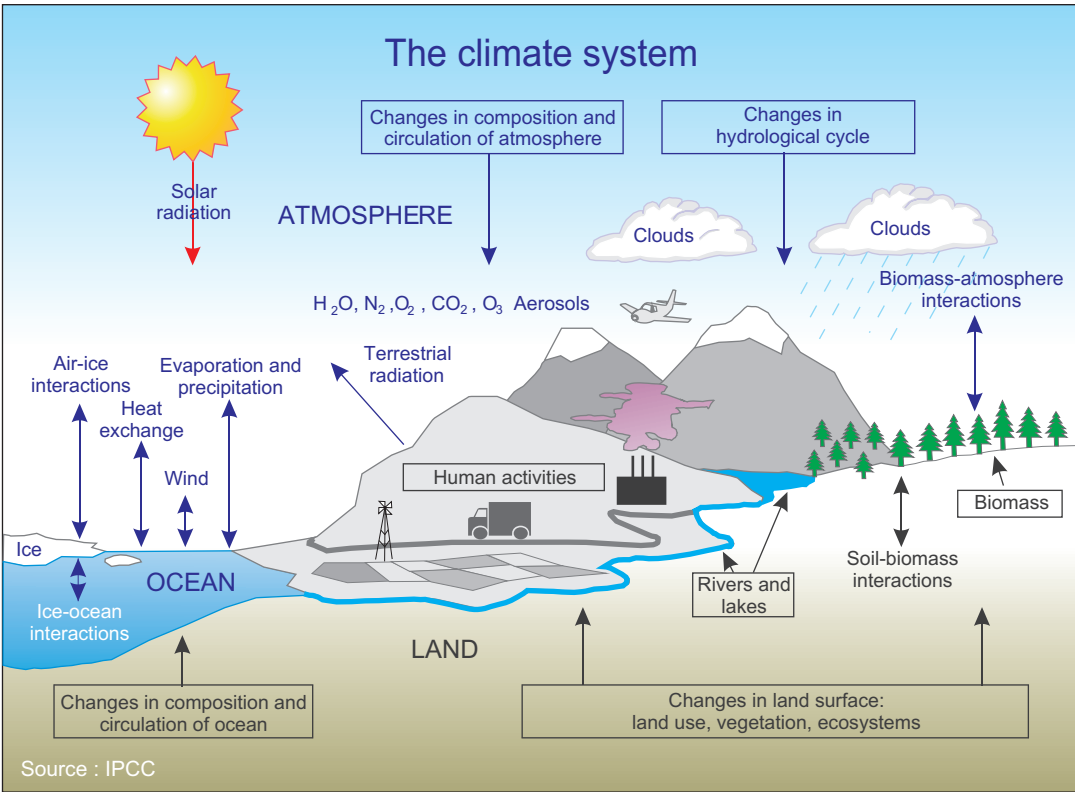 The climate system
Changes in composition and
circulation of atmosphere
Changes in
hydrological cycle
Solar
radiation
ATMOSPHERE
Clouds
Clouds
Biomass-atmosphere
interactions
H₂O, N₂, O₂ , CO₂ , O₃ Aerosols
Terrestrial
radiation
Air-ice
interactions
Evaporation and
precipitation
Heat
exchange
Wind
Human activities
Biomass
Ice
OCEAN
Ice-ocean
interactions
Rivers and
lakes
Soil-biomass
interactions
LAND
Changes in composition and
circulation of ocean
Changes in land surface:
land use, vegetation, ecosystems
Source : IPCC